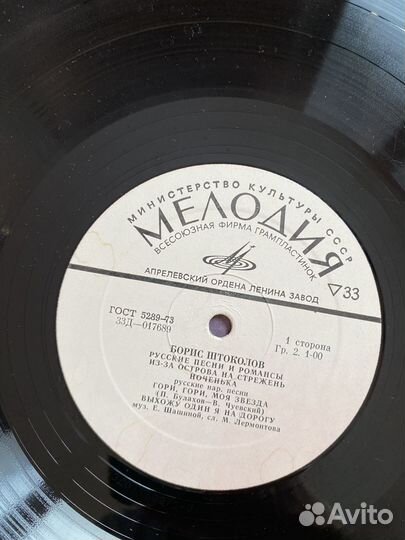 МИНИСТЕРСТВО КУЛЬТУРЫ СССР
МЕЛОДИЯ
ВСЕСОЮЗНАЯ ФИРМА ГРАМПЛАСТИНОК
АПРЕЛЕВСКИЙ ОРДЕНА ЛЕНИНА ЗАВОД
33
ГОСТ 5289-73
33Д—017689
1 сторона
Гр. 2. 1-00
БОРИС ШТОКОЛОВ
РУССКИЕ ПЕСНИ И РОМАНСЫ
ИЗ-ЗА ОСТРОВА НА СТРЕЖЕНЬ
НОЧЕНЬКА
русские нар. песни
ГОРИ, ГОРИ, МОЯ ЗВЕЗДА
(П. Булахов—В. Чуевский)
ВЫХОЖУ ОДИН Я НА ДОРОГУ
муз. Е. Шашиной, сл. М. Лермонтова
Avito